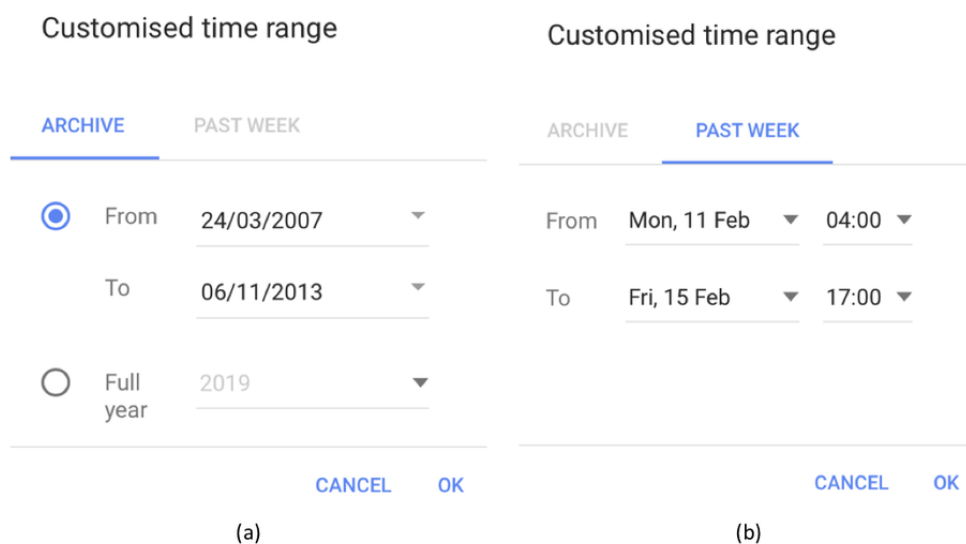 Customised time range
ARCHIVE PAST WEEK
From 24/03/2007
To 06/11/2013
Full year 2019
CANCEL OK
(a)
Customised time range
ARCHIVE PAST WEEK
From Mon, 11 Feb 04:00
To Fri, 15 Feb 17:00
CANCEL OK
(b)